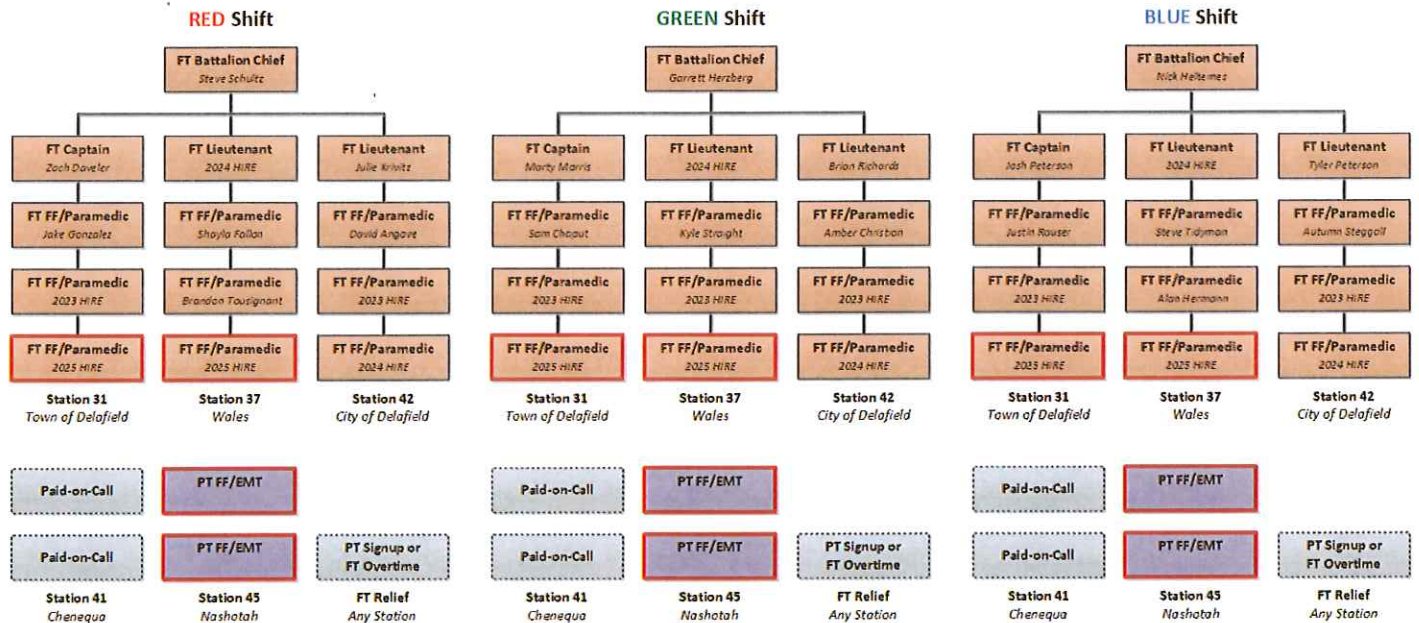 RED Shift
FT Battalion Chief
Steve Schultz
FT Captain
Zach Daveler
FT Lieutenant
2024 HIRE
FT Lieutenant
Julie Krivitz
FT FF/Paramedic
Jake Gonzalez
FT FF/Paramedic
Shayla
FT FF/Paramedic
David Angove
FT FF/Paramedic
2023 HIRE
FT FF/Paramedic
Brandon Tousignant
FT FF/Paramedic
2023 HIRE
FT FF/Paramedic
2025 HIRE
FT FF/Paramedic
2025 HIRE
FT FF/Paramedic
2024 HIRE
Station 31
Town of Delafield
Station 37
Wales
Station 42
City of Delafield
Paid-on-Call
PT FF/EMT
Paid-on-Call
PT FF/EMT
PT Signup or
FT Overtime
Station 41
Chenequa
Station 45
Nashotah
FT Relief
Any Station
GREEN Shift
FT Battalion Chief
Garrett Herzberg
FT Captain
Marty Marris
FT Lieutenant
2024 HIRE
FT Lieutenant
Brian Richards
FT FF/Paramedic
Sam Chaput
FT FF/Paramedic
Kyle Straight
FT FF/Paramedic
Amber Christian
FT FF/Paramedic
2023 HIRE
FT FF/Paramedic
2023 HIRE
FT FF/Paramedic
2023 HIRE
FT FF/Paramedic
2025 HIRE
FT FF/Paramedic
2025 HIRE
FT FF/Paramedic
2024 HIRE
Station 31
Town of Delafield
Station 37
Wales
Station 42
City of Delafield
Paid-on-Call
PT FF/EMT
Paid-on-Call
PT FF/EMT
PT Signup or
FT Overtime
Station 41
Chenequa
Station 45
Nashotah
FT Relief
Any Station
BLUE Shift
FT Battalion Chief
Nick Heltemes
FT Captain
Josh Peterson
FT Lieutenant
2024 HIRE
FT Lieutenant
Tyler Peterson
FT FF/Paramedic
Justin Rauser
FT FF/Paramedic
Steve Tidyman
FT FF/Paramedic
Autumn Steggall
FT FF/Paramedic
2023 HIRE
FT FF/Paramedic
Alan Hermann
FT FF/Paramedic
2023 HIRE
FT FF/Paramedic
2025 HIRE
FT FF/Paramedic
2025 HIRE
FT FF/Paramedic
2024 HIRE
Station 31
Town of Delafield
Station 37
Wales
Station 42
City of Delafield
Paid-on-Call
PT FF/EMT
Paid-on-Call
PT FF/EMT
PT Signup or
FT Overtime
Station 41
Chenequa
Station 45
Nashotah
FT Relief
Any Station